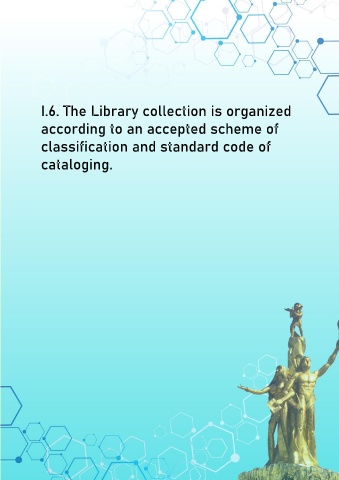 I.6. The Library collection is organized
according to an accepted scheme of
classification and standard code of
cataloging.